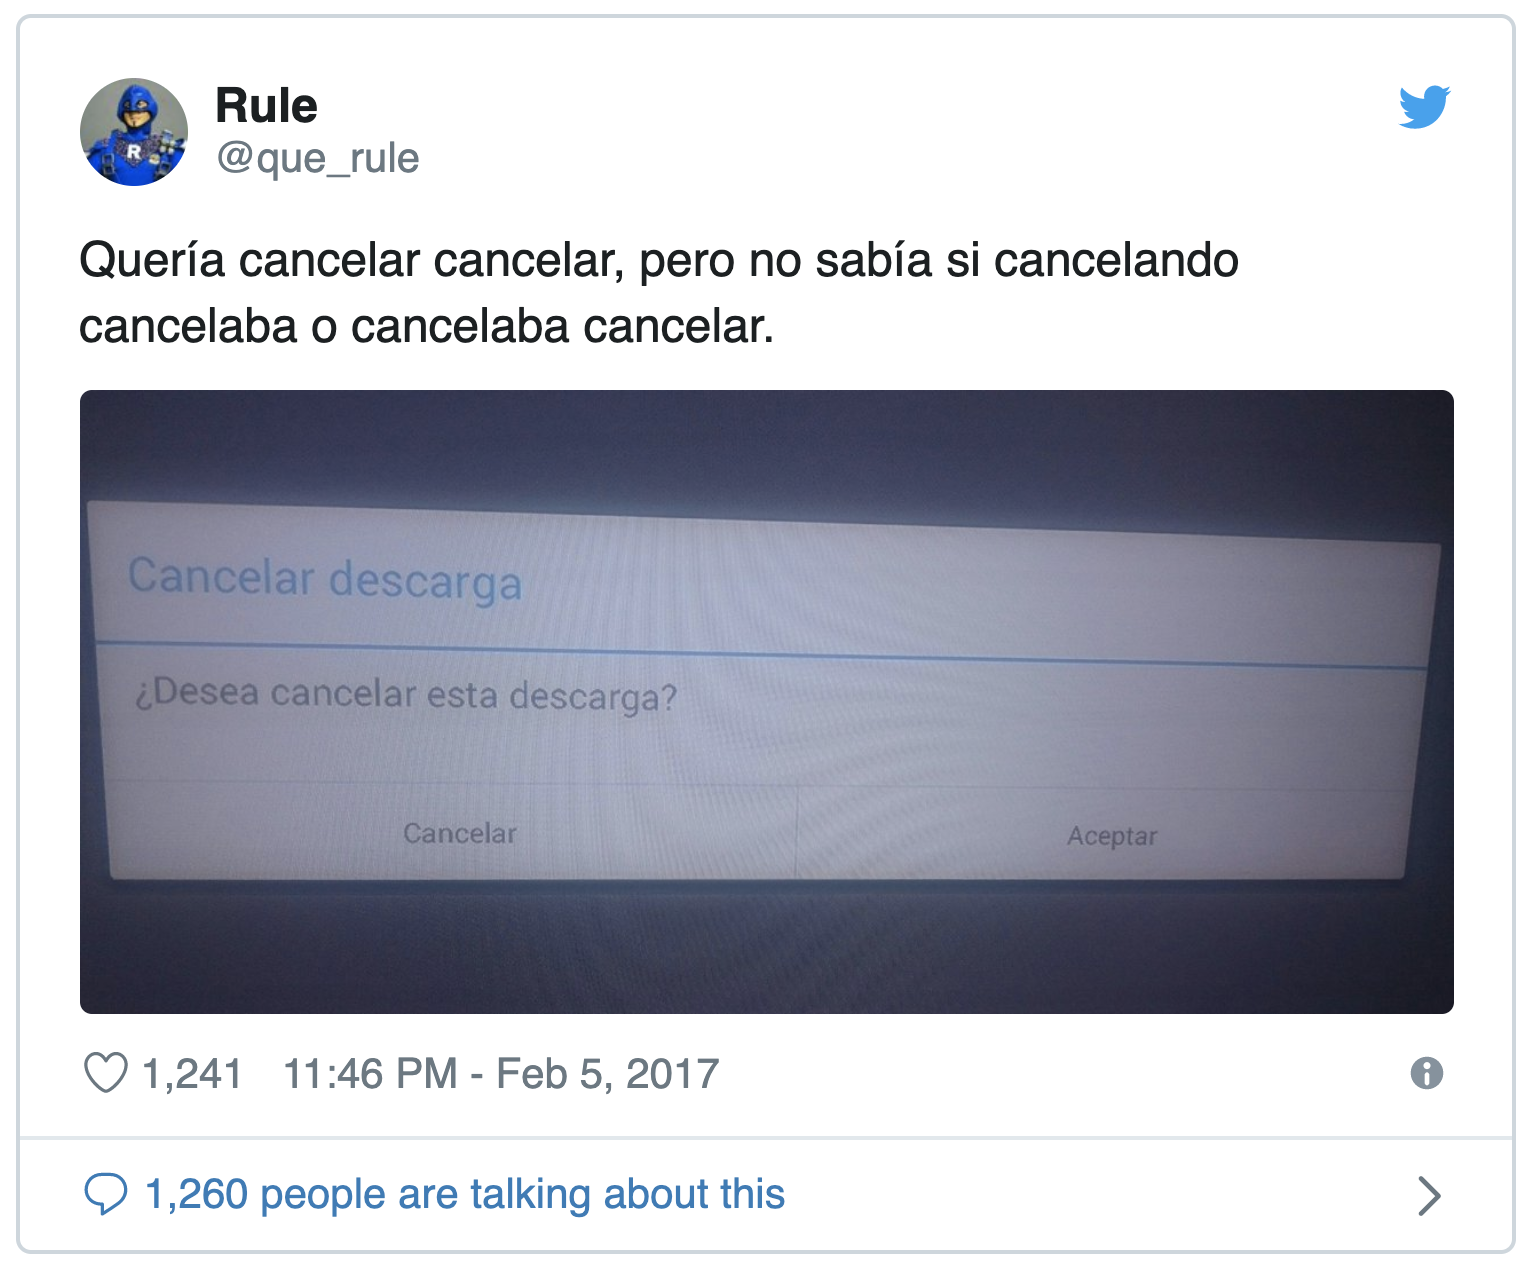 Rule
@que_rule
Quería cancelar cancelar, pero no sabía si cancelando
cancelaba o cancelaba cancelar.
Cancelar descarga
¿Desea cancelar esta descarga?
Cancelar
Aceptar
1,241 11:46 PM - Feb 5, 2017
1,260 people are talking about this